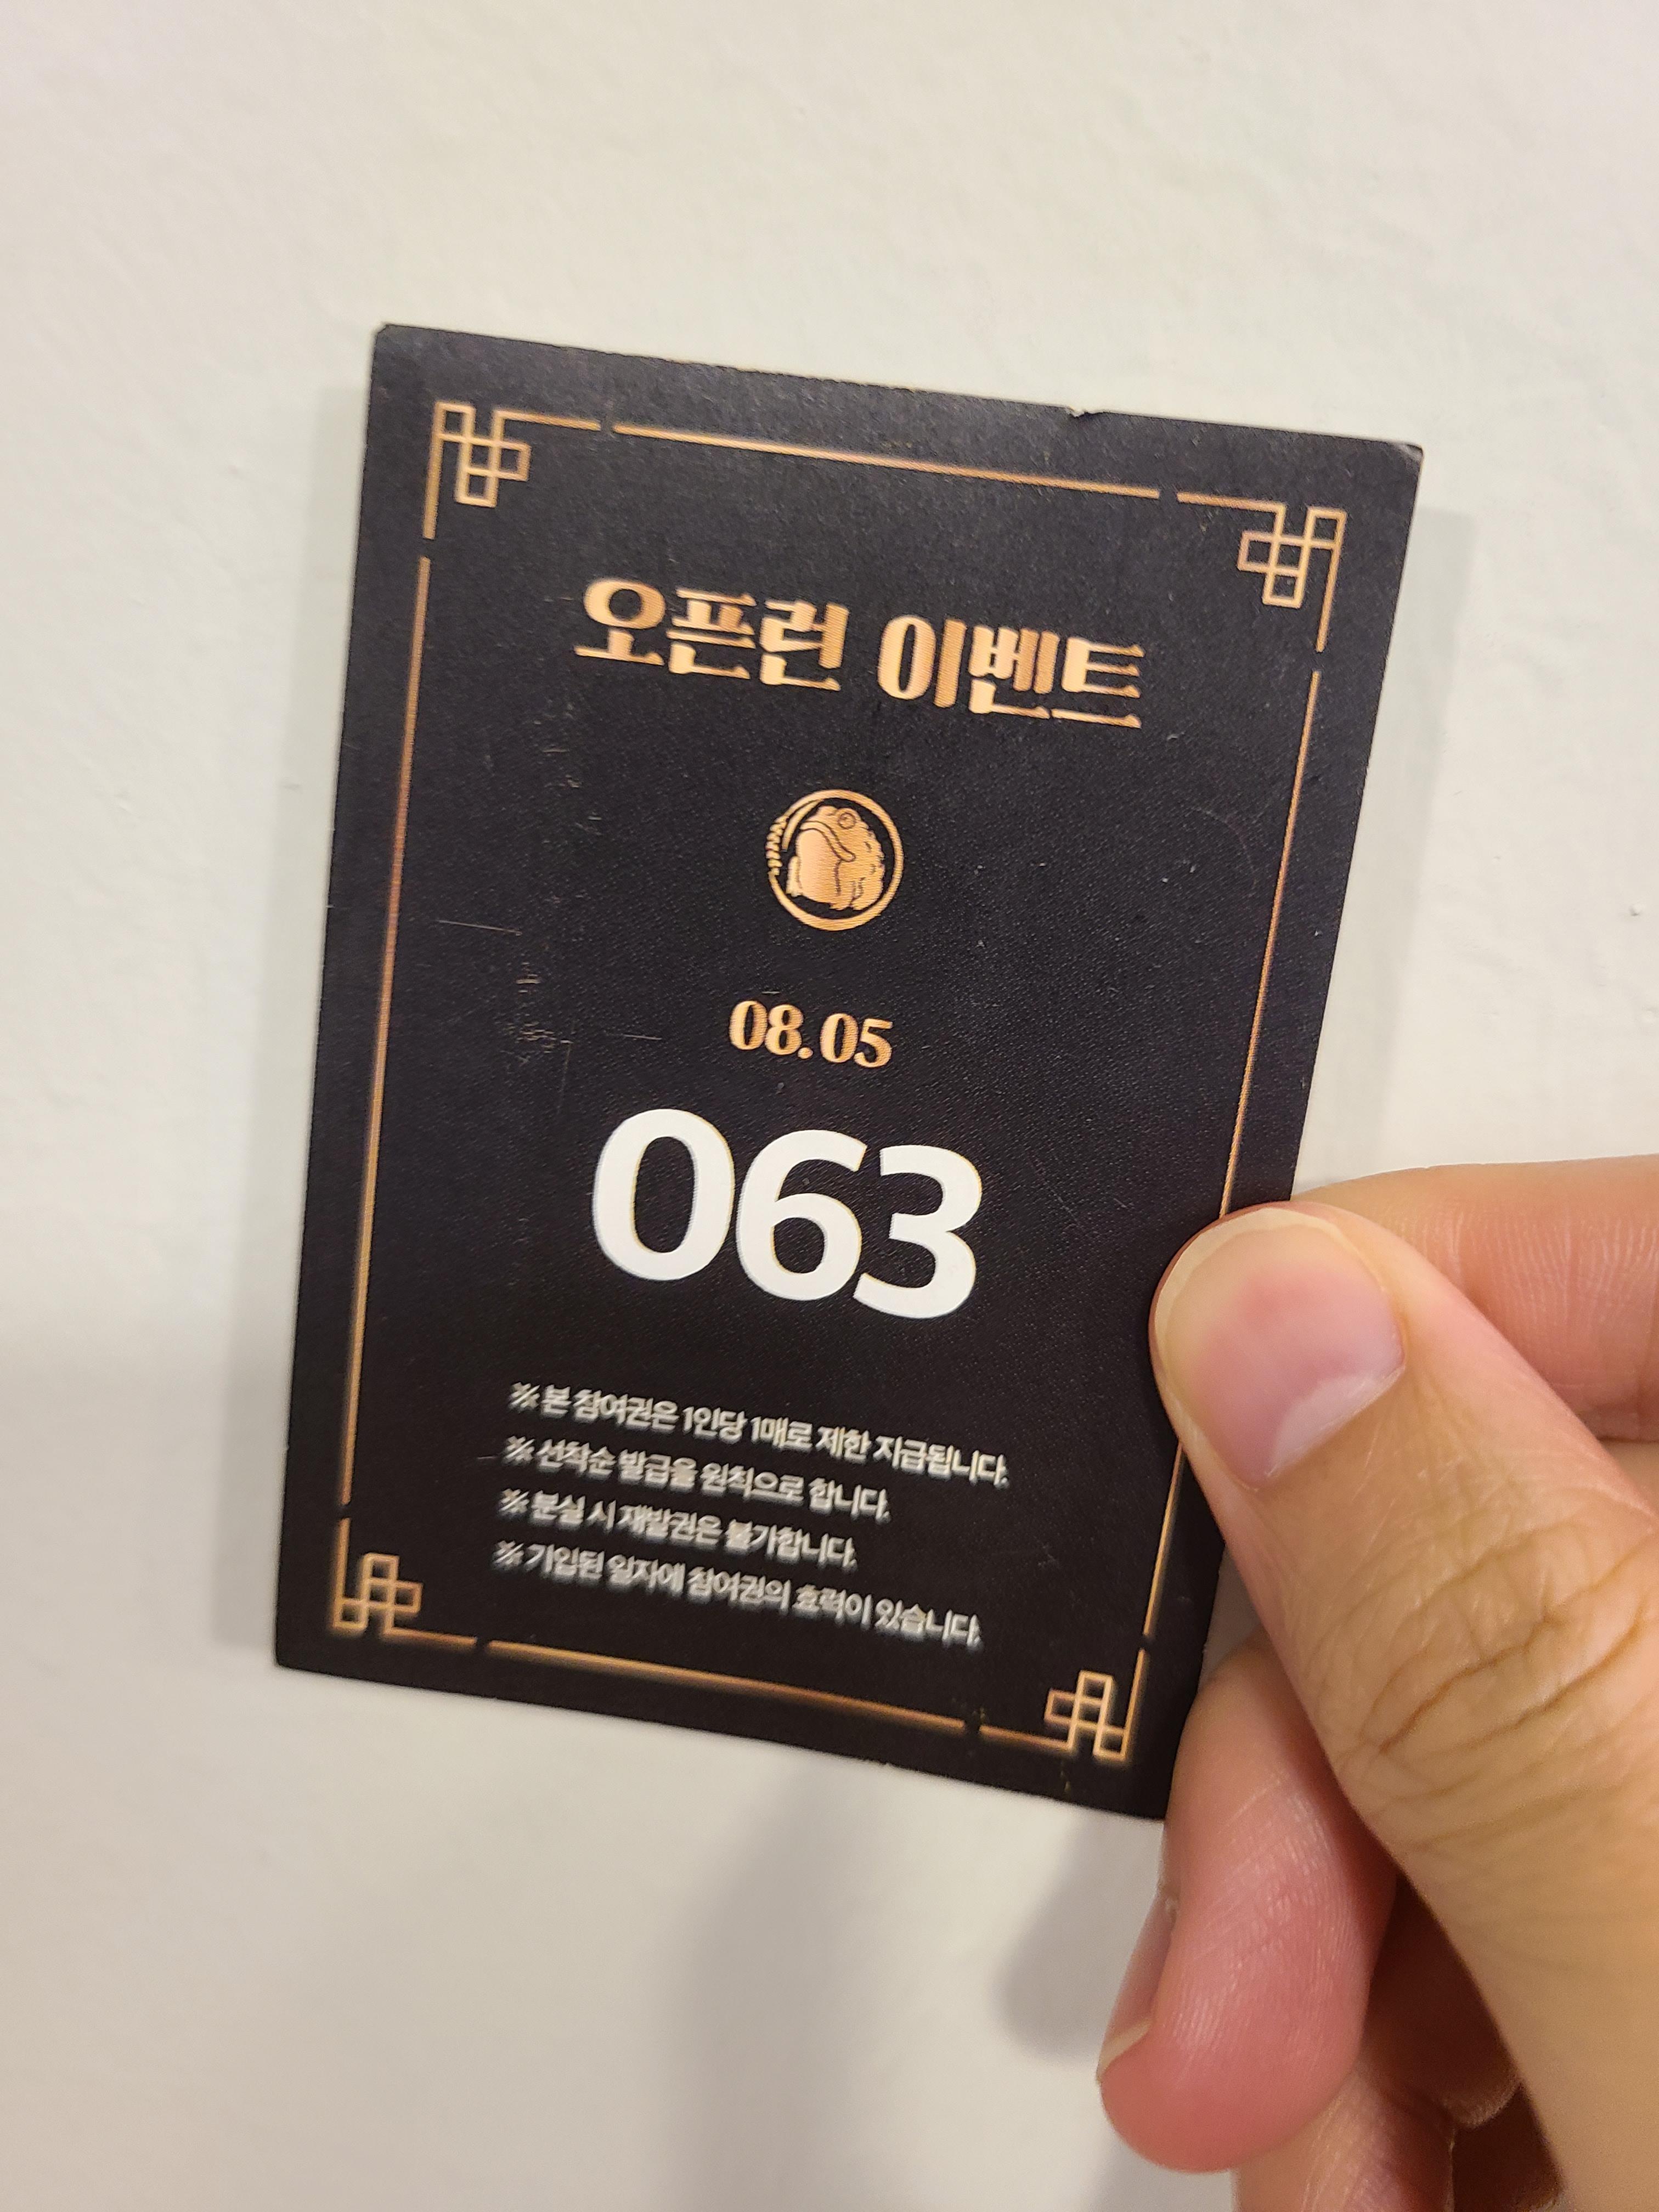 오픈런 이벤트
08.05
063
※ 본 참여권은 1인당 1매로 제한 지급됩니다.
※ 선착순 발급을 원칙으로 합니다.
※ 분실 시 재발권은 불가합니다.
※ 기입된 일자에 참여권의 효력이 있습니다.